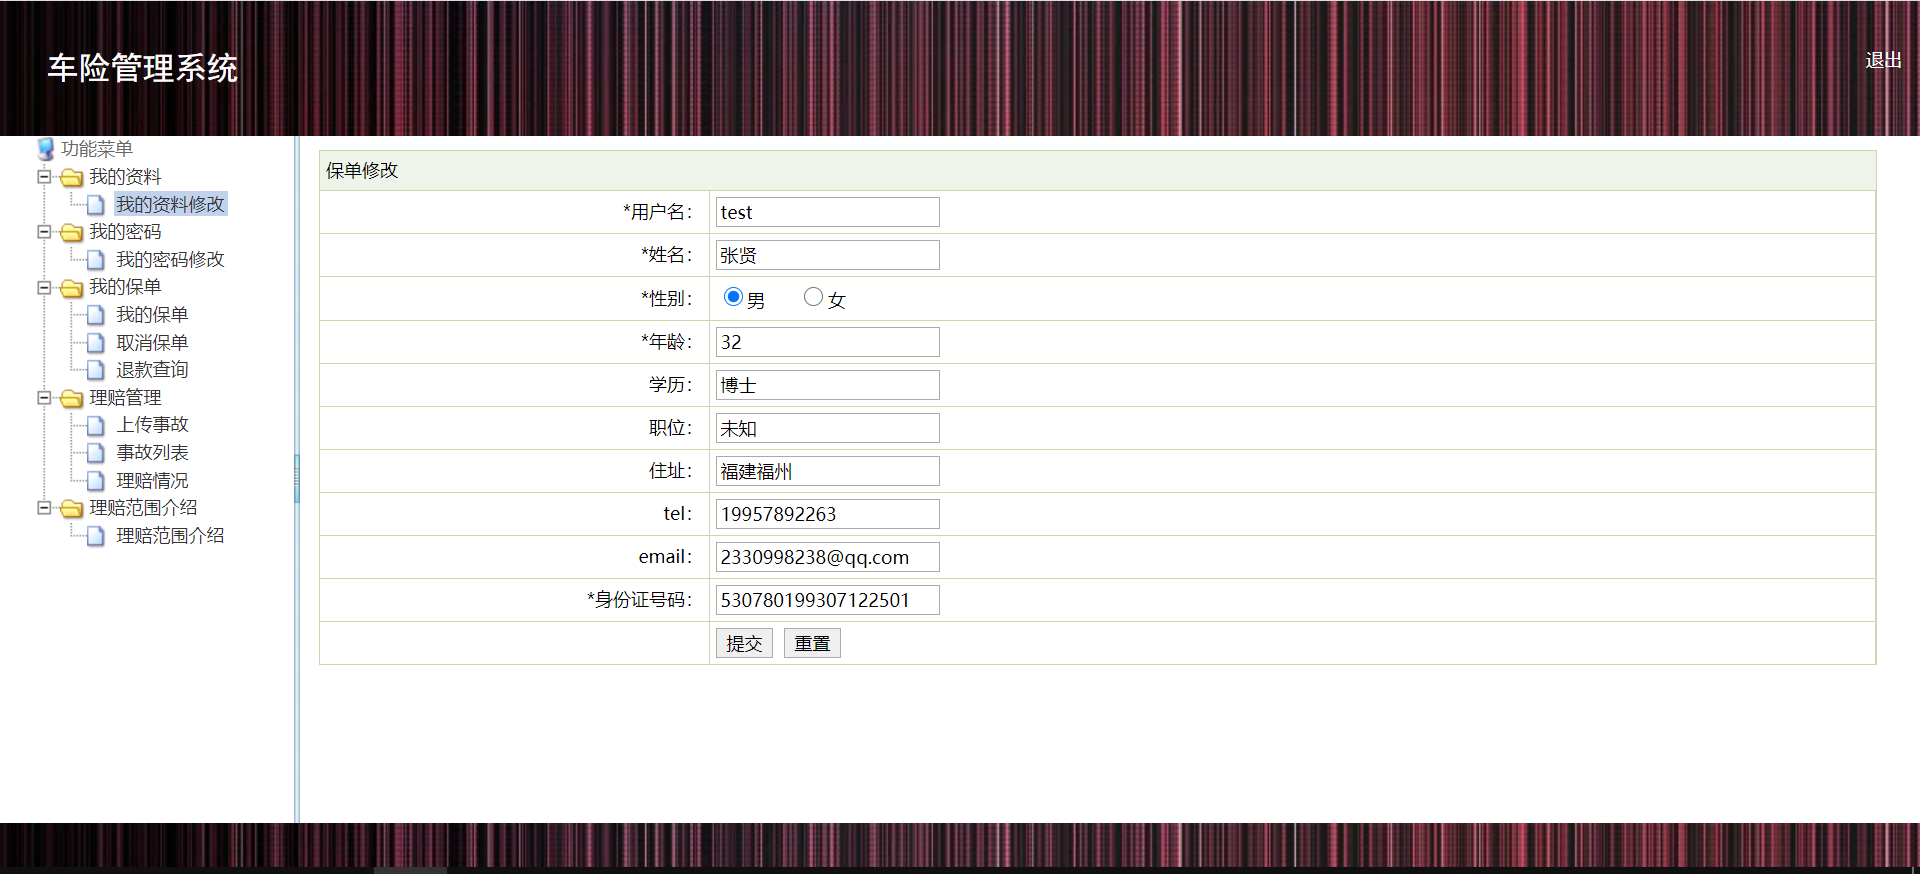 车险管理系统
退出
功能菜单
我的资料
我的资料修改
我的密码
我的密码修改
我的保单
我的保单
取消保单
退款查询
理赔管理
上传事故
事故列表
理赔情况
理赔范围介绍
理赔范围介绍
保单修改
*用户名： test
*姓名： 张贤
*性别： 男 女
*年龄： 32
学历： 博士
职位： 未知
住址： 福建福州
tel： 19957892263
email： 2330998238@qq.com
*身份证号码： 530780199307122501
提交 重置